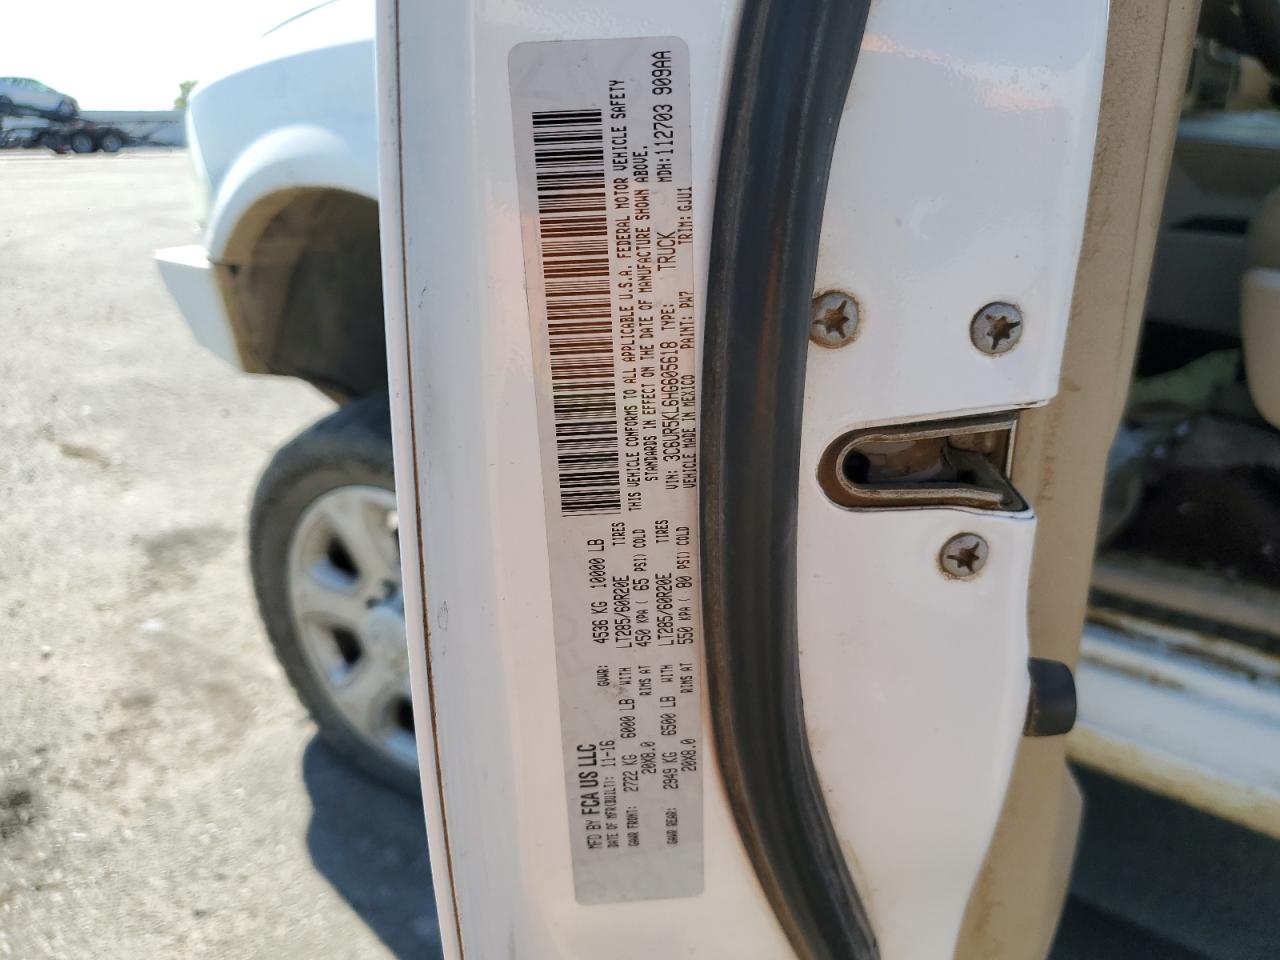 MFD BY FCA US LLC
DATE OF MFR(BUILT): 11-16 GVWR: 4536 KG 10000 LB
GAWR FRONT: 2722 KG 6000 LB WITH LT285/60R20E TIRES
20X8.0 RIMS AT 450 KPA ( 65 PSI) COLD
GAWR REAR: 2949 KG 6500 LB WITH LT285/60R20E TIRES
20X8.0 RIMS AT 550 KPA ( 80 PSI) COLD
THIS VEHICLE CONFORMS TO ALL APPLICABLE U.S.A. FEDERAL MOTOR VEHICLE SAFETY
STANDARDS IN EFFECT ON THE DATE OF MANUFACTURE SHOWN ABOVE.
VIN: 3C6UR5KL6HG605618 TYPE: TRUCK MDH: 112703 909AA
VEHICLE MADE IN MEXICO PAINT: PW7 TRIM: GJU1